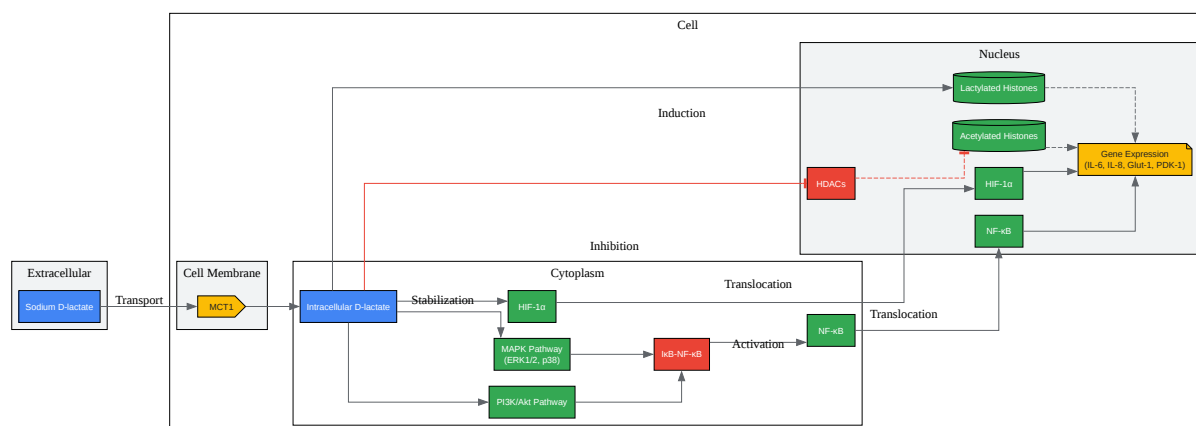 Cell
Nucleus
Lactylated Histones
Induction
Acetylated Histones
Gene Expression
(IL-6, IL-8, Glut-1, PDK-1)
HDACs
HIF-1α
NF-κB
Inhibition
Extracellular
Sodium D-lactate
Transport
Cell Membrane
MCT1
Cytoplasm
Intracellular D-lactate
Stabilization
HIF-1α
Translocation
MAPK Pathway
(ERK1/2, p38)
IκB-NF-κB
Activation
NF-κB
Translocation
PI3K/Akt Pathway